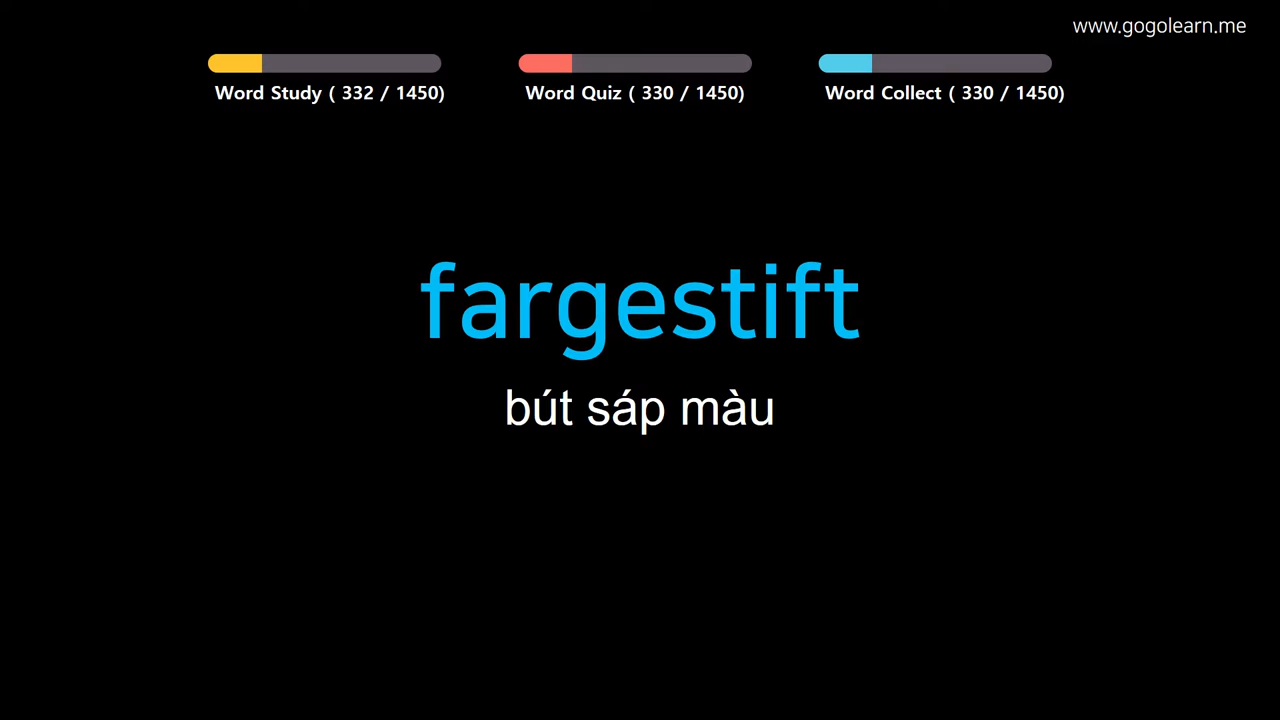 www.gogolearn.me
Word Study ( 332 / 1450)
Word Quiz ( 330 / 1450)
Word Collect ( 330 / 1450)
fargestift
bút sáp màu